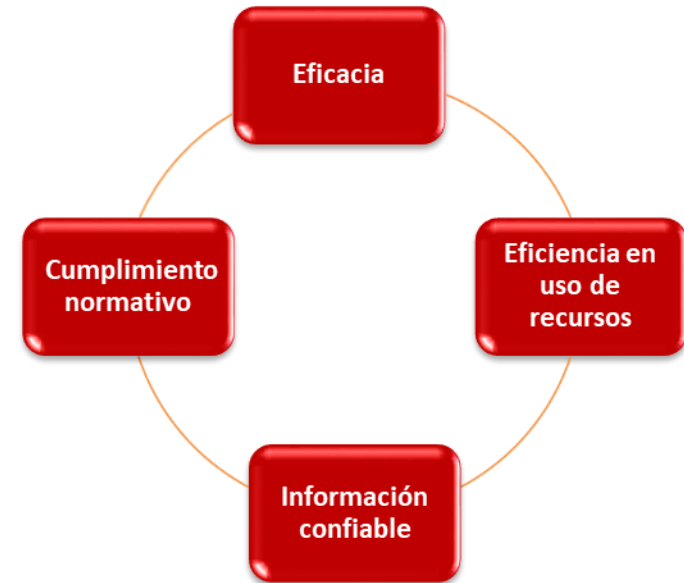 Eficacia
Eficiencia en
uso de
recursos
Información
confiable
Cumplimiento
normativo